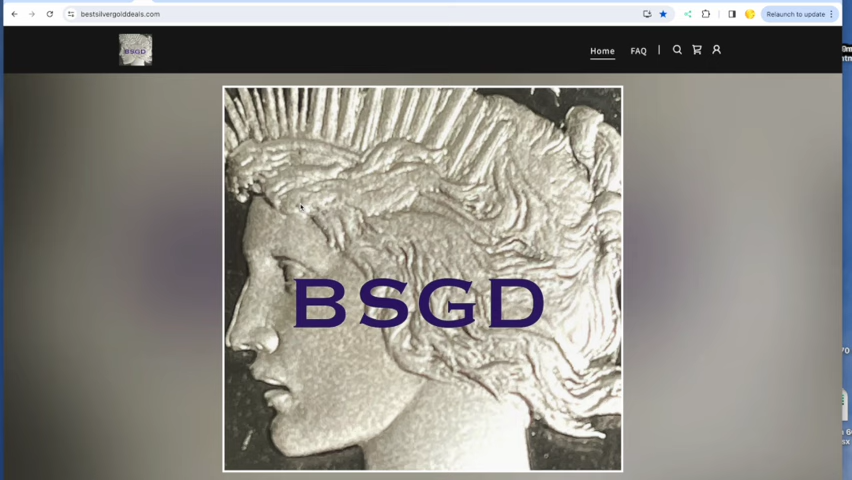 bestsilvergolddeals.com
Relaunch to update
BSGD
Home
FAQ
BSGD